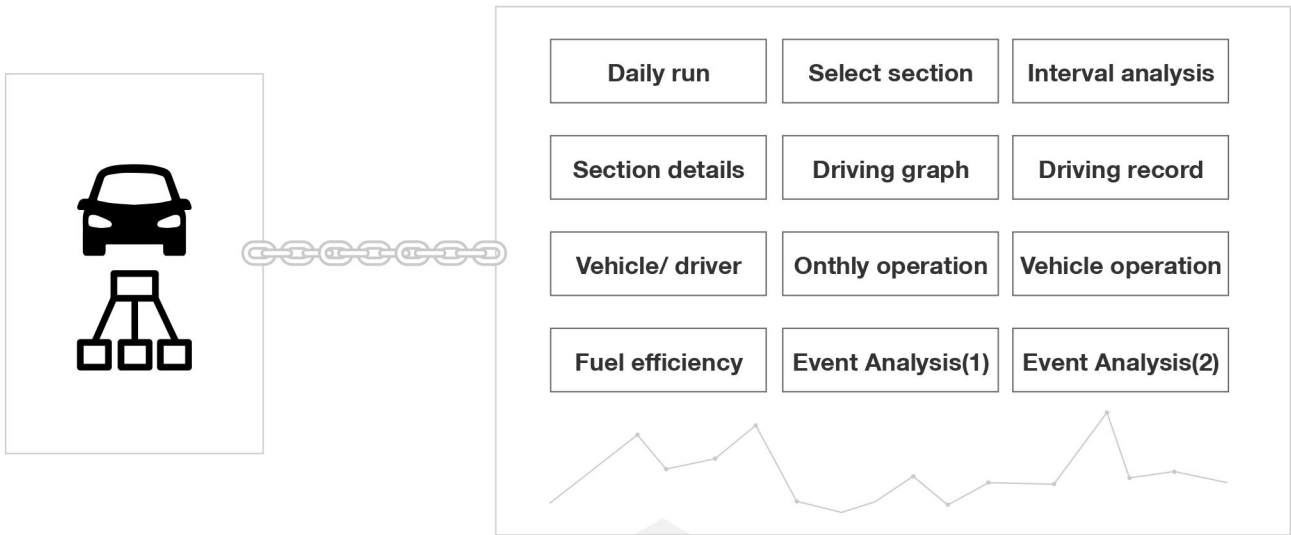 Daily run
Select section
Interval analysis
Section details
Driving graph
Driving record
Vehicle/ driver
Onthly operation
Vehicle operation
Fuel efficiency
Event Analysis(1)
Event Analysis(2)